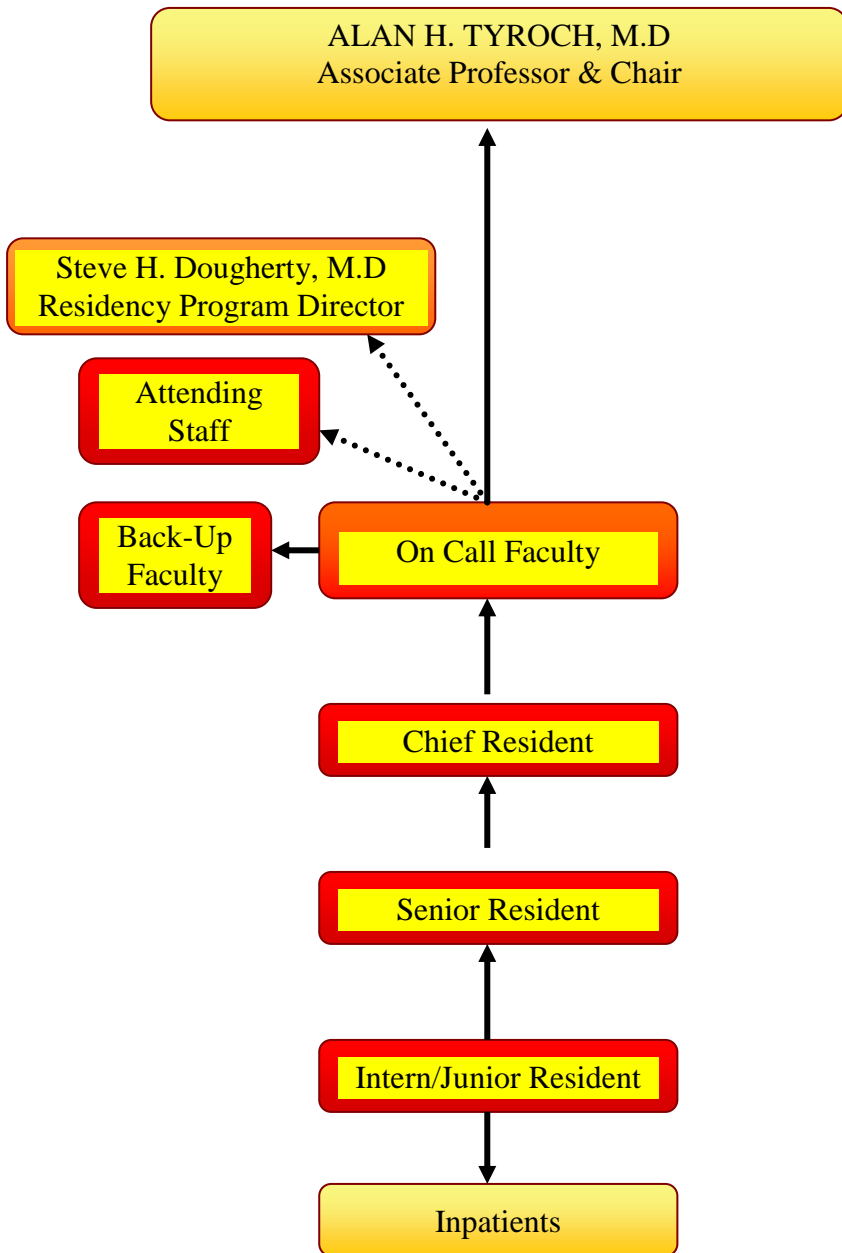 ALAN H. TYROCH, M.D
Associate Professor & Chair
Steve H. Dougherty, M.D
Residency Program Director
Attending
Staff
Back-Up
Faculty
On Call Faculty
Chief Resident
Senior Resident
Intern/Junior Resident
Inpatients